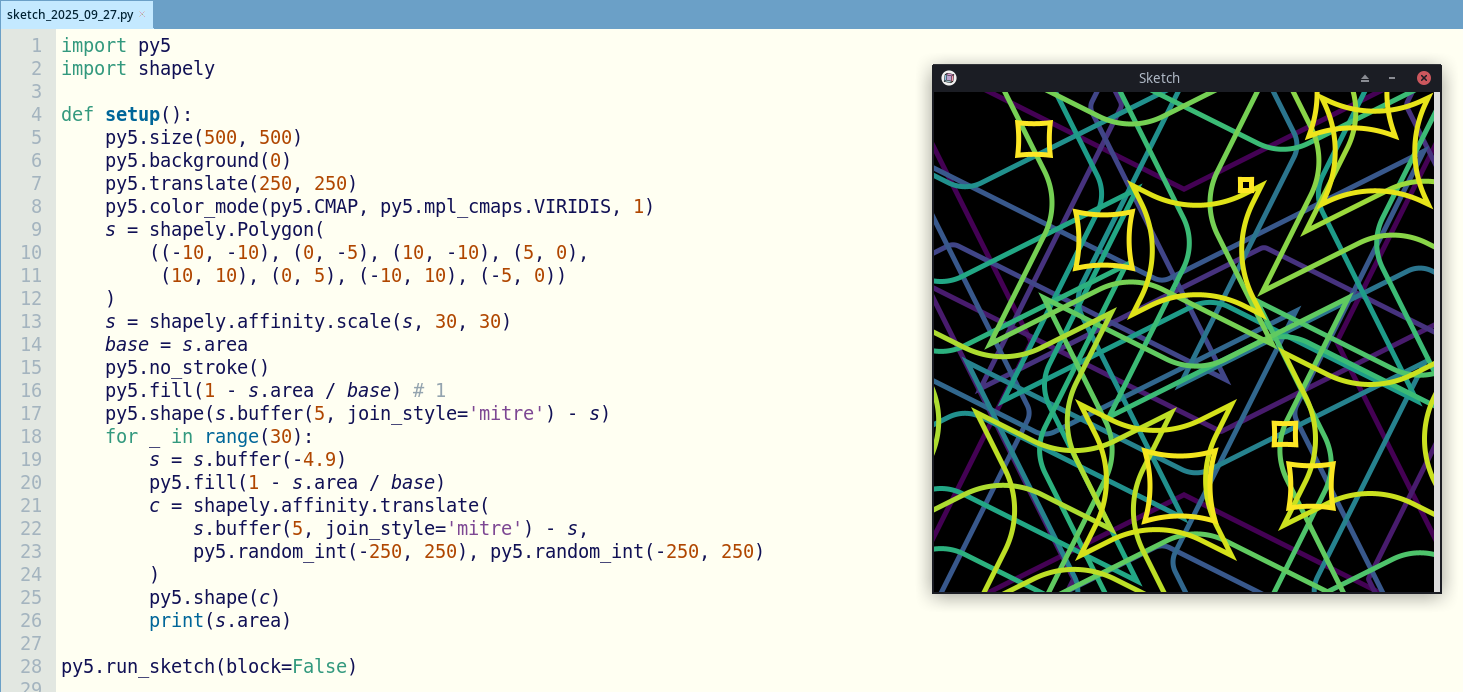 sketch_2025_09_27.py
1 import py5
2 import shapely
3
4 def setup():
5     py5.size(500, 500)
6     py5.background(0)
7     py5.translate(250, 250)
8     py5.color_mode(py5.CMAP, py5.mpl_cmaps.VIRIDIS, 1)
9     s = shapely.Polygon(
10         ((-10, -10), (0, -5), (10, -10), (5, 0),
11          (10, 10), (0, 5), (-10, 10), (-5, 0))
12     )
13     s = shapely.affinity.scale(s, 30, 30)
14     base = s.area
15     py5.no_stroke()
16     py5.fill(1 - s.area / base) # 1
17     py5.shape(s.buffer(5, join_style='mitre') - s)
18     for _ in range(30):
19         s = s.buffer(-4.9)
20         py5.fill(1 - s.area / base)
21         c = shapely.affinity.translate(
22             s.buffer(5, join_style='mitre') - s,
23             py5.random_int(-250, 250), py5.random_int(-250, 250)
24         )
25         py5.shape(c)
26         print(s.area)
27
28 py5.run_sketch(block=False)
29
Sketch